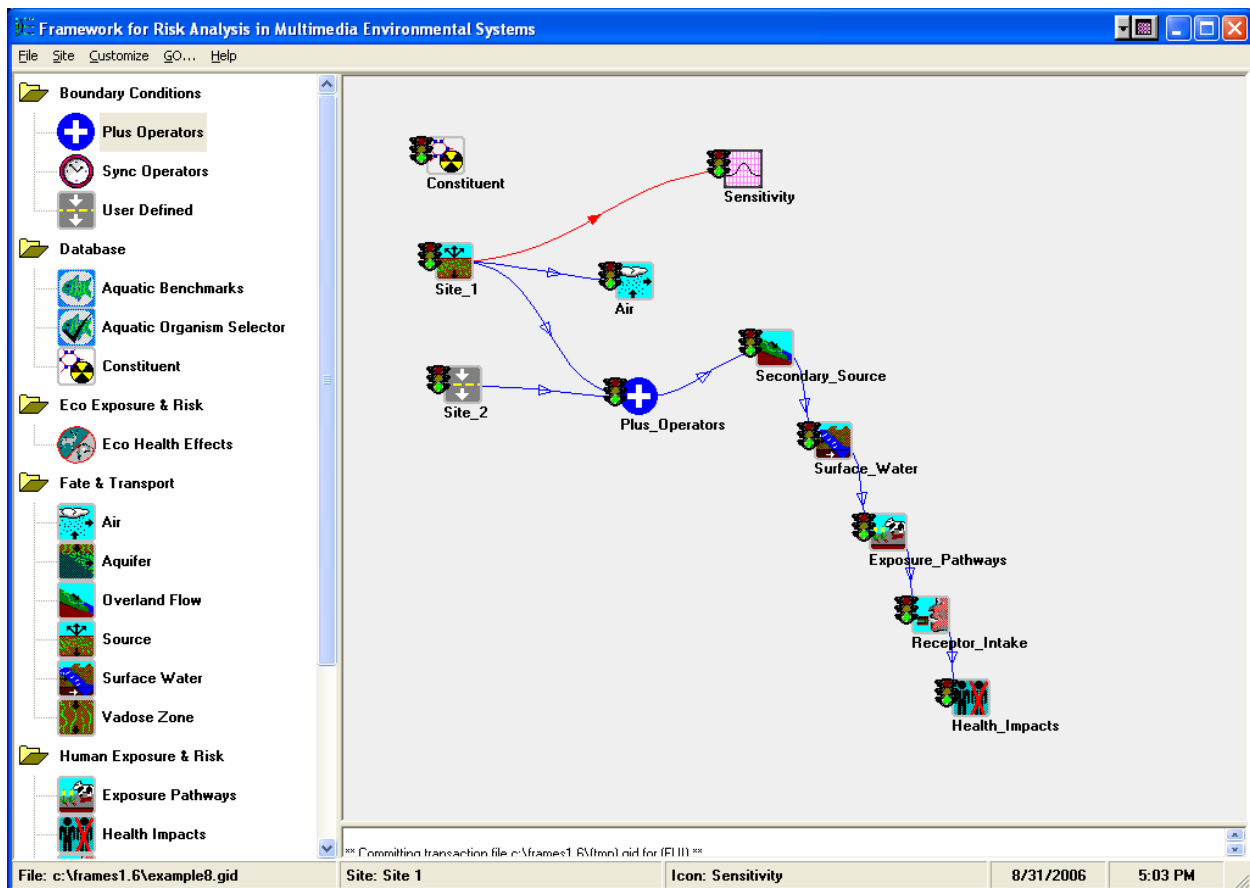 Framework for Risk Analysis in Multimedia Environmental Systems
File Site Customize GO... Help
Boundary Conditions
Plus Operators
Sync Operators
User Defined
Database
Aquatic Benchmarks
Aquatic Organism Selector
Constituent
Eco Exposure & Risk
Eco Health Effects
Fate & Transport
Air
Aquifer
Overland Flow
Source
Surface Water
Vadose Zone
Human Exposure & Risk
Exposure Pathways
Health Impacts
Constituent
Sensitivity
Site_1
Air
Secondary_Source
Site_2
Plus_Operators
Surface_Water
Exposure_Pathways
Receptor_Intake
Health_Impacts
** Committing transaction file c:\frames1.6\(tmp).gid for (FUI) **
File: c:\frames1.6\example8.gid
Site: Site 1
Icon: Sensitivity
8/31/2006
5:03 PM